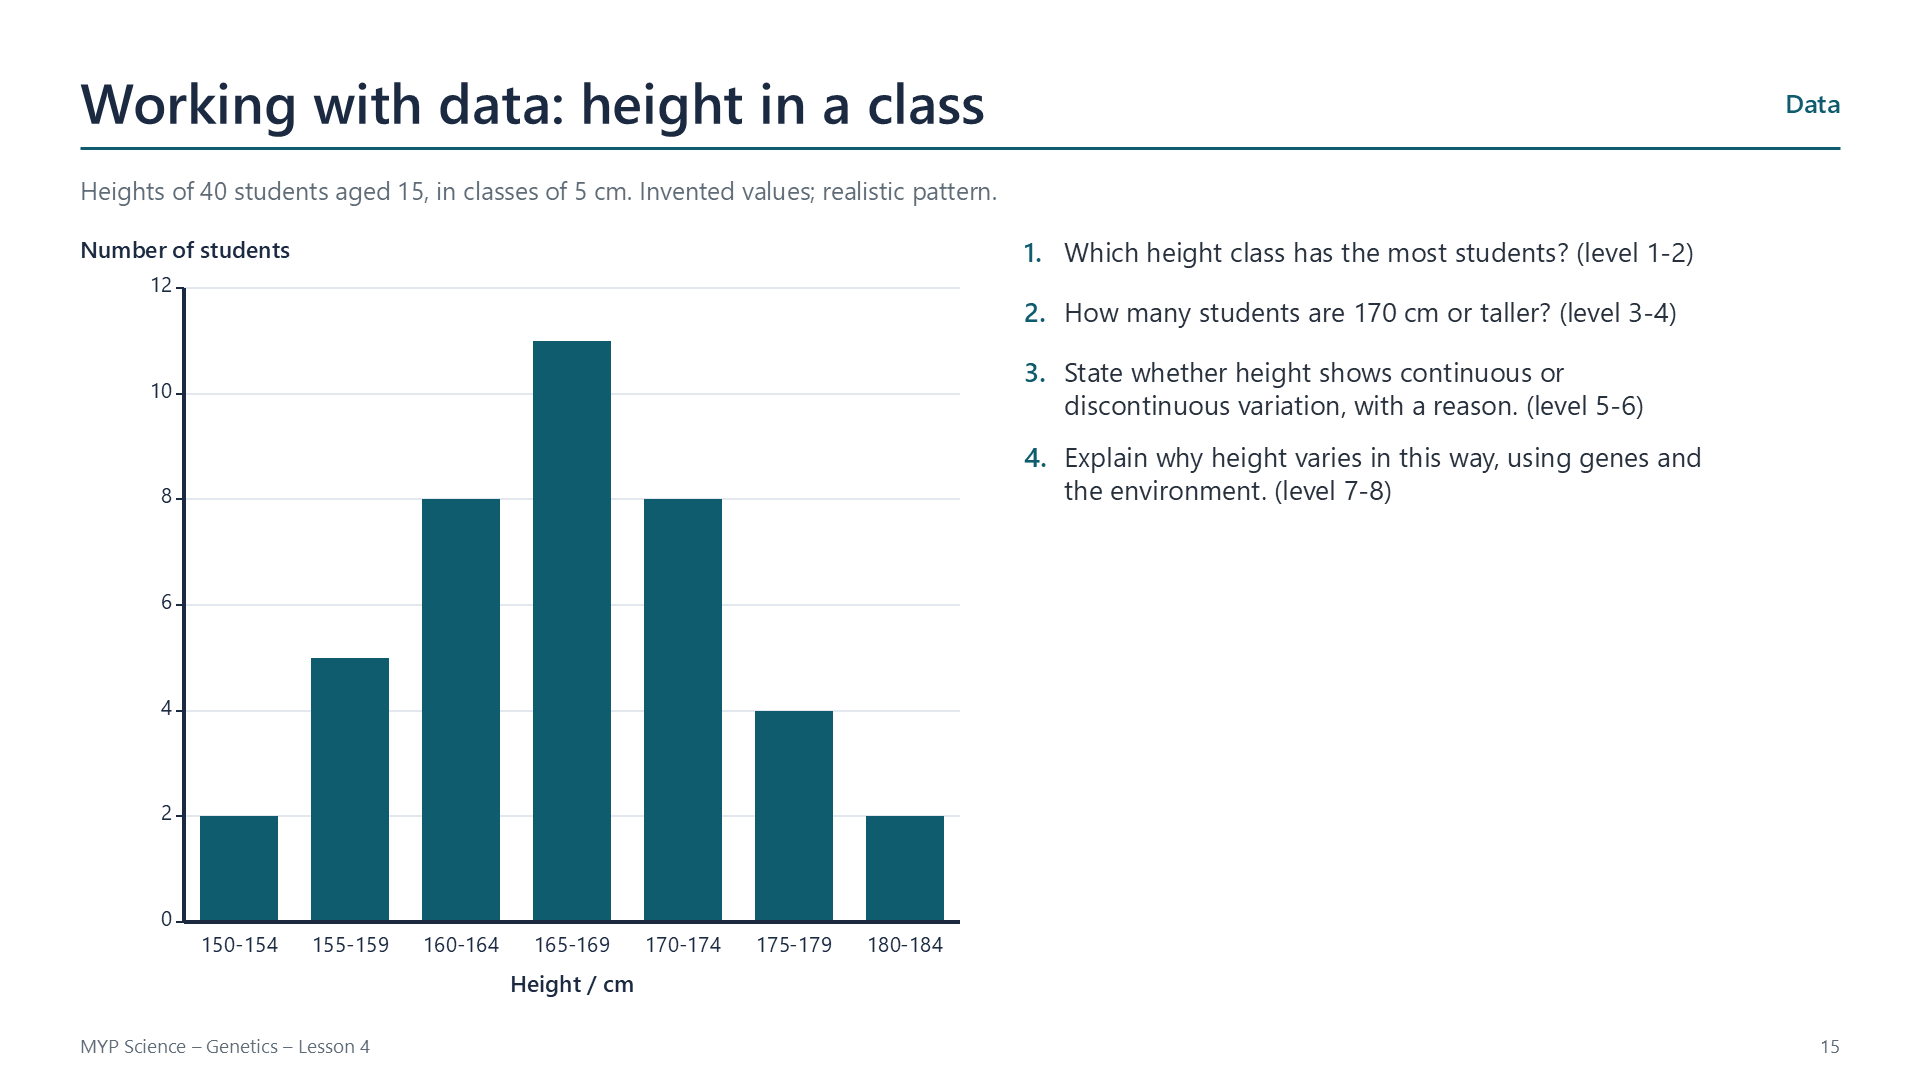 Working with data: height in a class
Data
Heights of 40 students aged 15, in classes of 5 cm. Invented values; realistic pattern.
Number of students
12
10
8
6
4
2
0
150-154 155-159 160-164 165-169 170-174 175-179 180-184
Height / cm
1. Which height class has the most students? (level 1-2)
2. How many students are 170 cm or taller? (level 3-4)
3. State whether height shows continuous or
discontinuous variation, with a reason. (level 5-6)
4. Explain why height varies in this way, using genes and
the environment. (level 7-8)
MYP Science – Genetics – Lesson 4
15